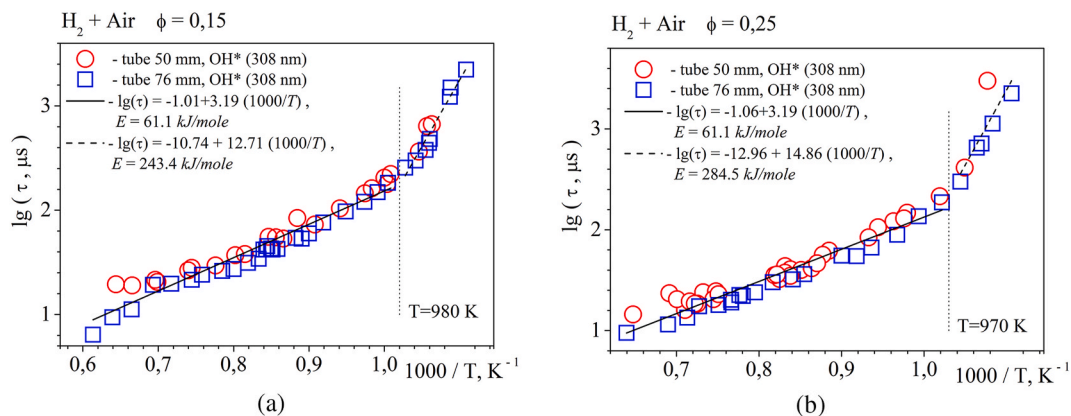 H2 + Air ϕ = 0,15
- tube 50 mm, OH* (308 nm)
- tube 76 mm, OH* (308 nm)
- lg(τ) = -1.01+3.19 (1000/T) ,
E = 61.1 kJ/mole
- lg(τ) = -10.74 + 12.71 (1000/T) ,
E = 243.4 kJ/mole
lg ( τ , μs )
3
2
1
T=980 K
0,6 0,7 0,8 0,9 1,0
1000 / T, K-1
(a)
H2 + Air ϕ = 0,25
- tube 50 mm, OH* (308 nm)
- tube 76 mm, OH* (308 nm)
- lg(τ) = -1.06+3.19 (1000/T) ,
E = 61.1 kJ/mole
- lg(τ) = -12.96 + 14.86 (1000/T) ,
E = 284.5 kJ/mole
lg ( τ , μs )
3
2
1
T=970 K
0,7 0,8 0,9 1,0
1000 / T, K-1
(b)